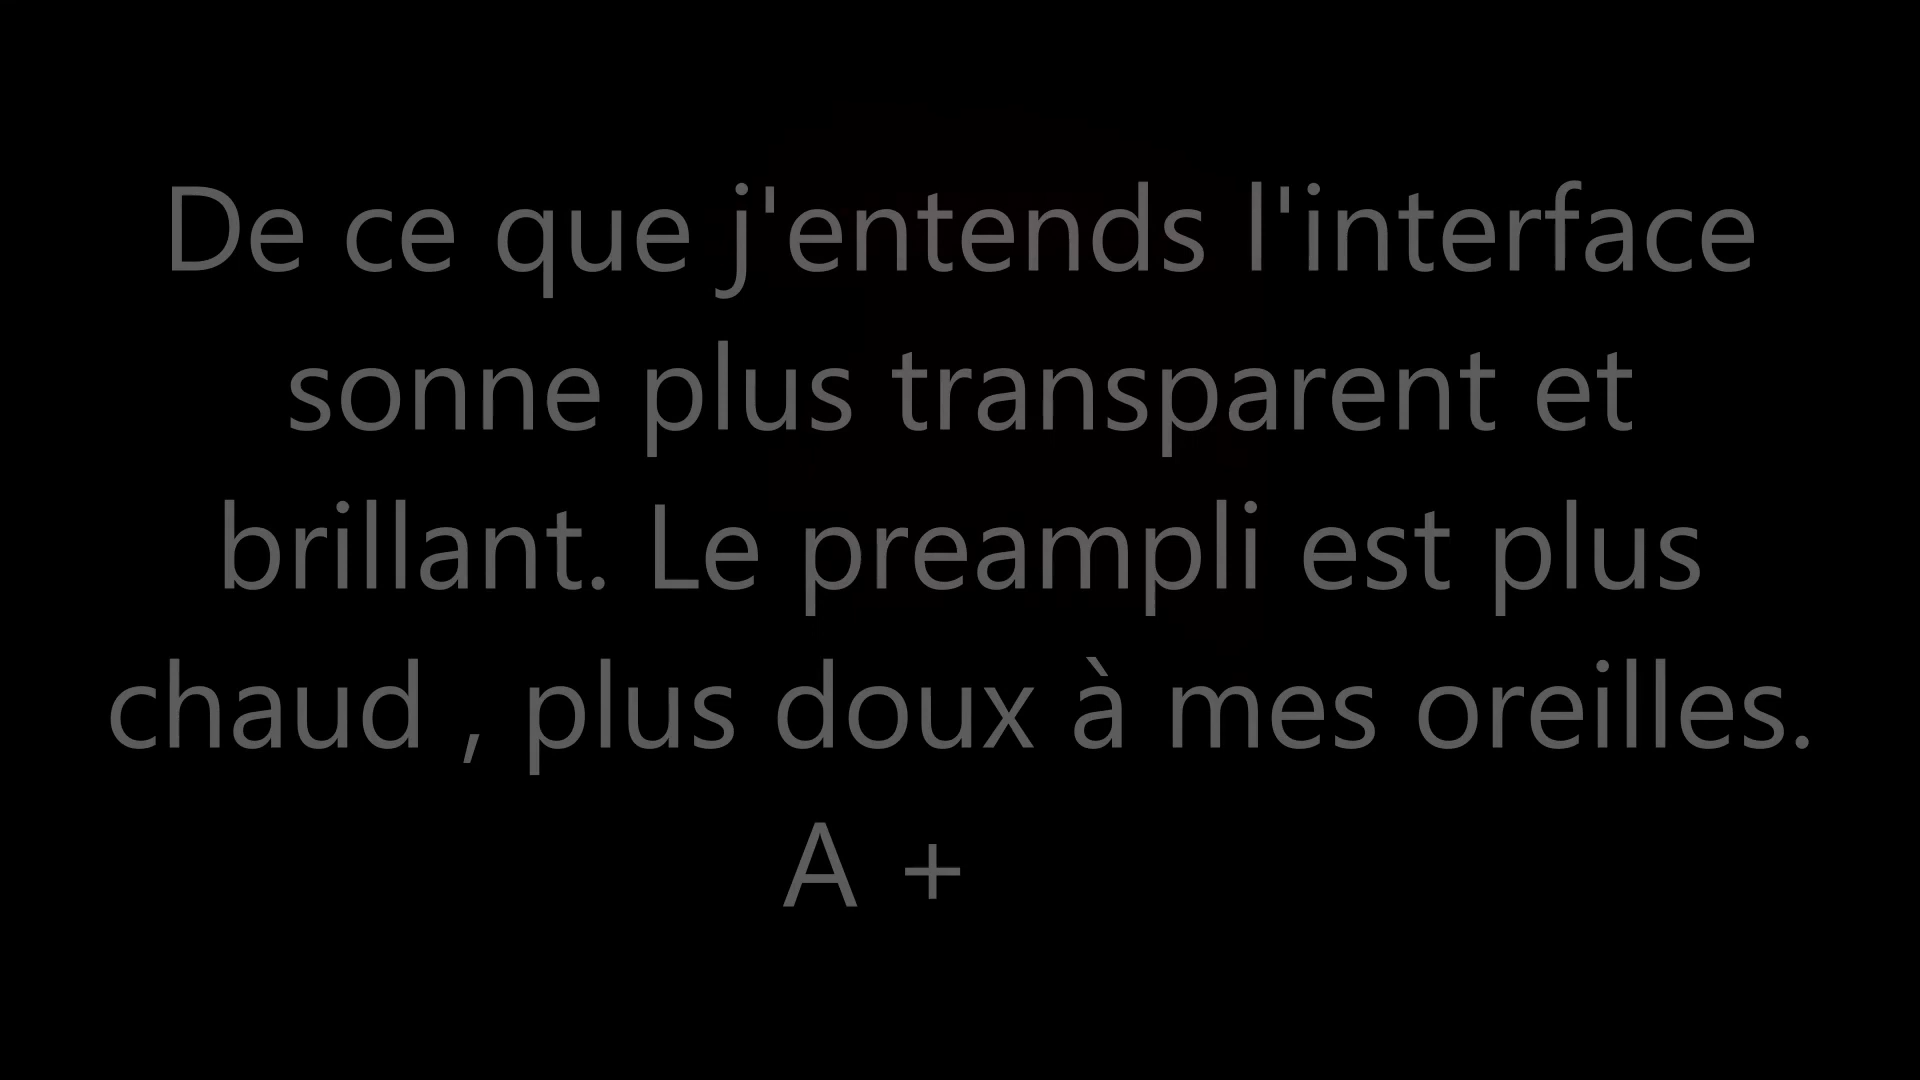 De ce que j'entends l'interface
sonne plus transparent et
brillant. Le preampli est plus
chaud , plus doux à mes oreilles.
A +